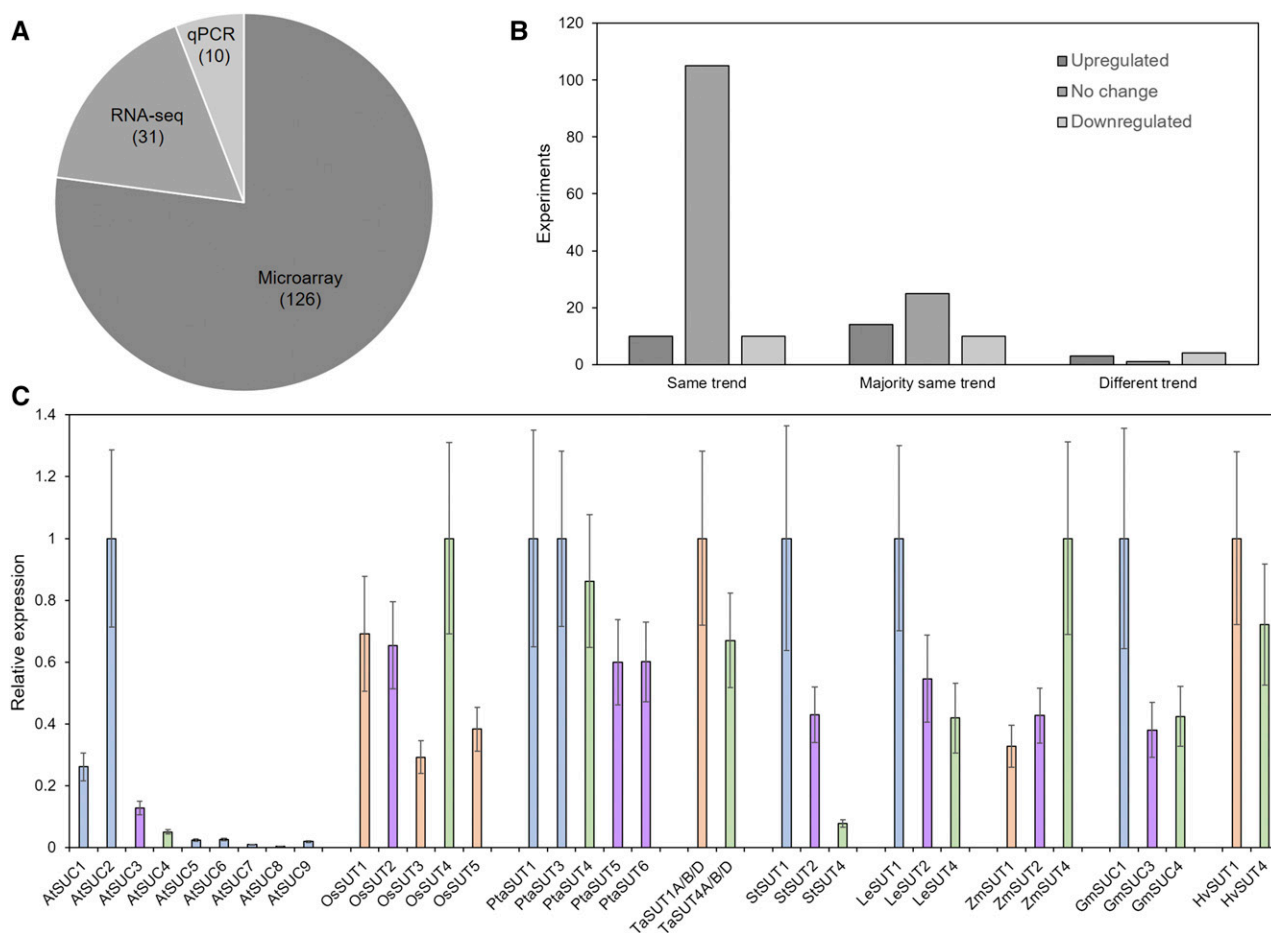 A
qPCR
(10)
RNA-seq
(31)
Microarray
(126)
B
120
100
80
60
40
20
0
Experiments
Upregulated
No change
Downregulated
Same trend
Majority same trend
Different trend
C
1.4
1.2
1
0.8
0.6
0.4
0.2
0
Relative expression
AtSUC1
AtSUC2
AtSUC3
AtSUC4
AtSUC5
AtSUC6
AtSUC7
AtSUC8
AtSUC9
OsSUT1
OsSUT2
OsSUT3
OsSUT4
OsSUT5
PtaSUT1
PtaSUT3
PtaSUT4
PtaSUT5
PtaSUT6
TaSUT1A/B/D
TaSUT4A/B/D
StSUT1
StSUT2
StSUT4
LeSUT1
LeSUT2
LeSUT4
ZmSUT1
ZmSUT2
ZmSUT4
GmSUC1
GmSUC3
GmSUC4
HvSUT1
HvSUT4